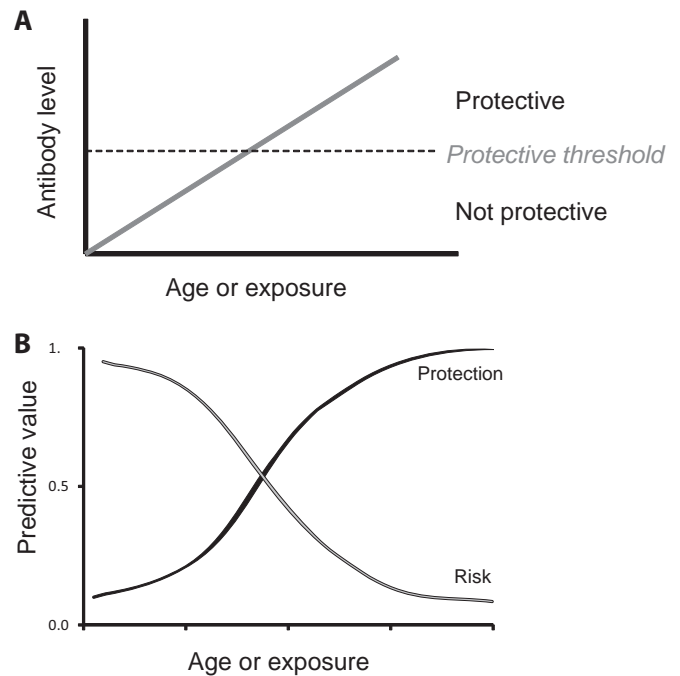 A
Antibody level
Protective
Protective threshold
Not protective
Age or exposure
B
Predictive value
1.
0.5
0.0
Protection
Risk
Age or exposure